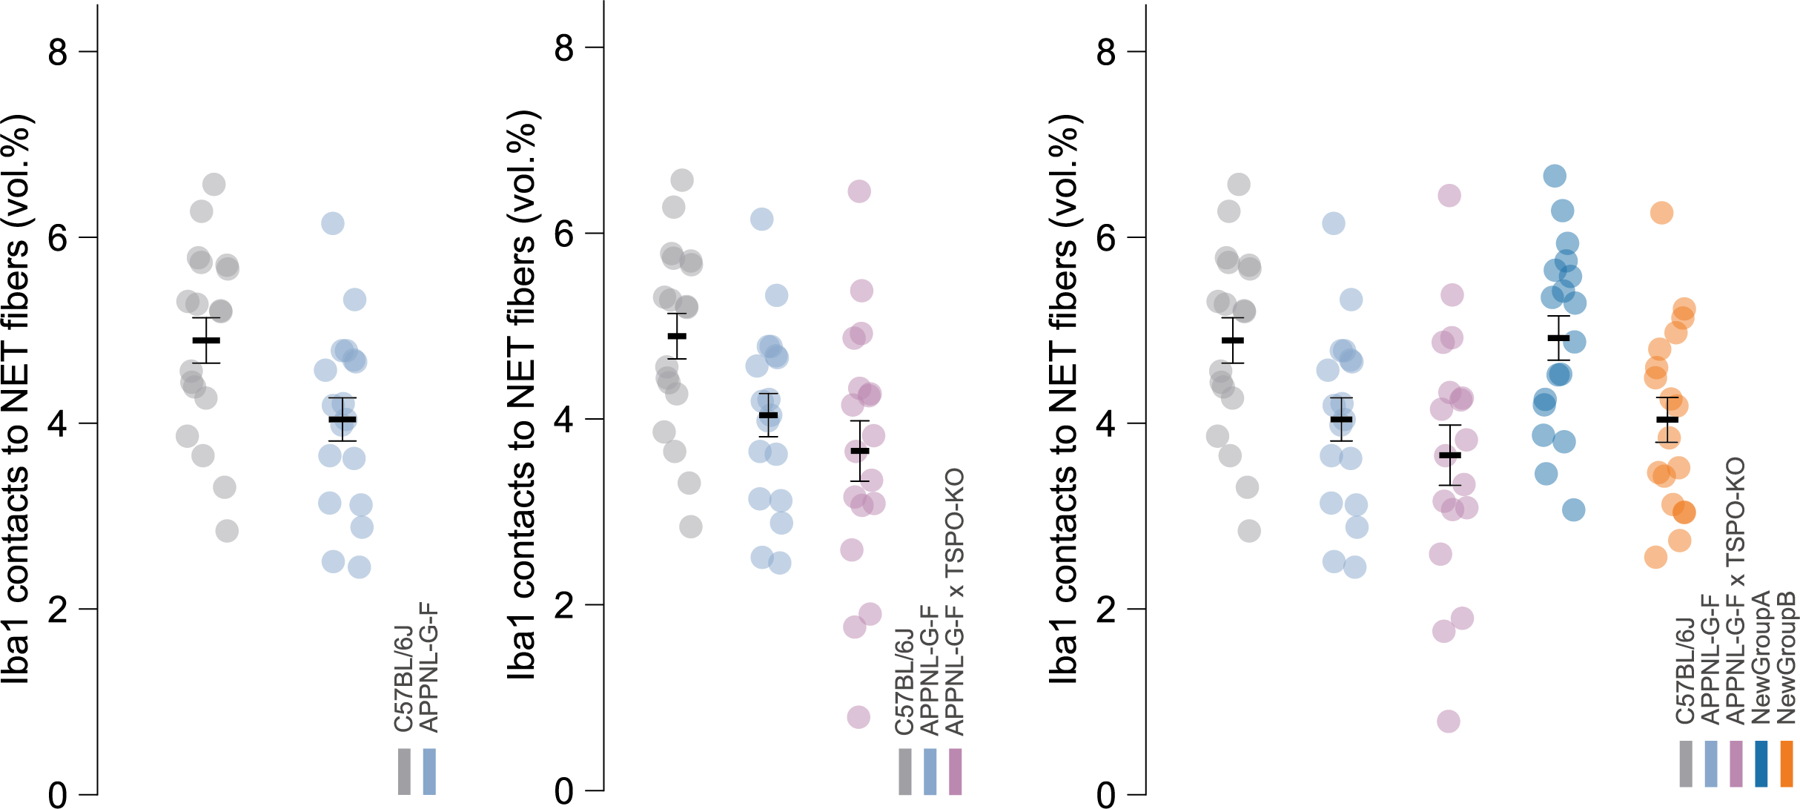 Iba1 contacts to NET fibers (vol.%)
8
6
4
2
0
C57BL/6J
APPNL-G-F
Iba1 contacts to NET fibers (vol.%)
8
6
4
2
0
C57BL/6J
APPNL-G-F
APPNL-G-F x TSPO-KO
Iba1 contacts to NET fibers (vol.%)
8
6
4
2
0
C57BL/6J
APPNL-G-F
APPNL-G-F x TSPO-KO
NewGroupA
NewGroupB